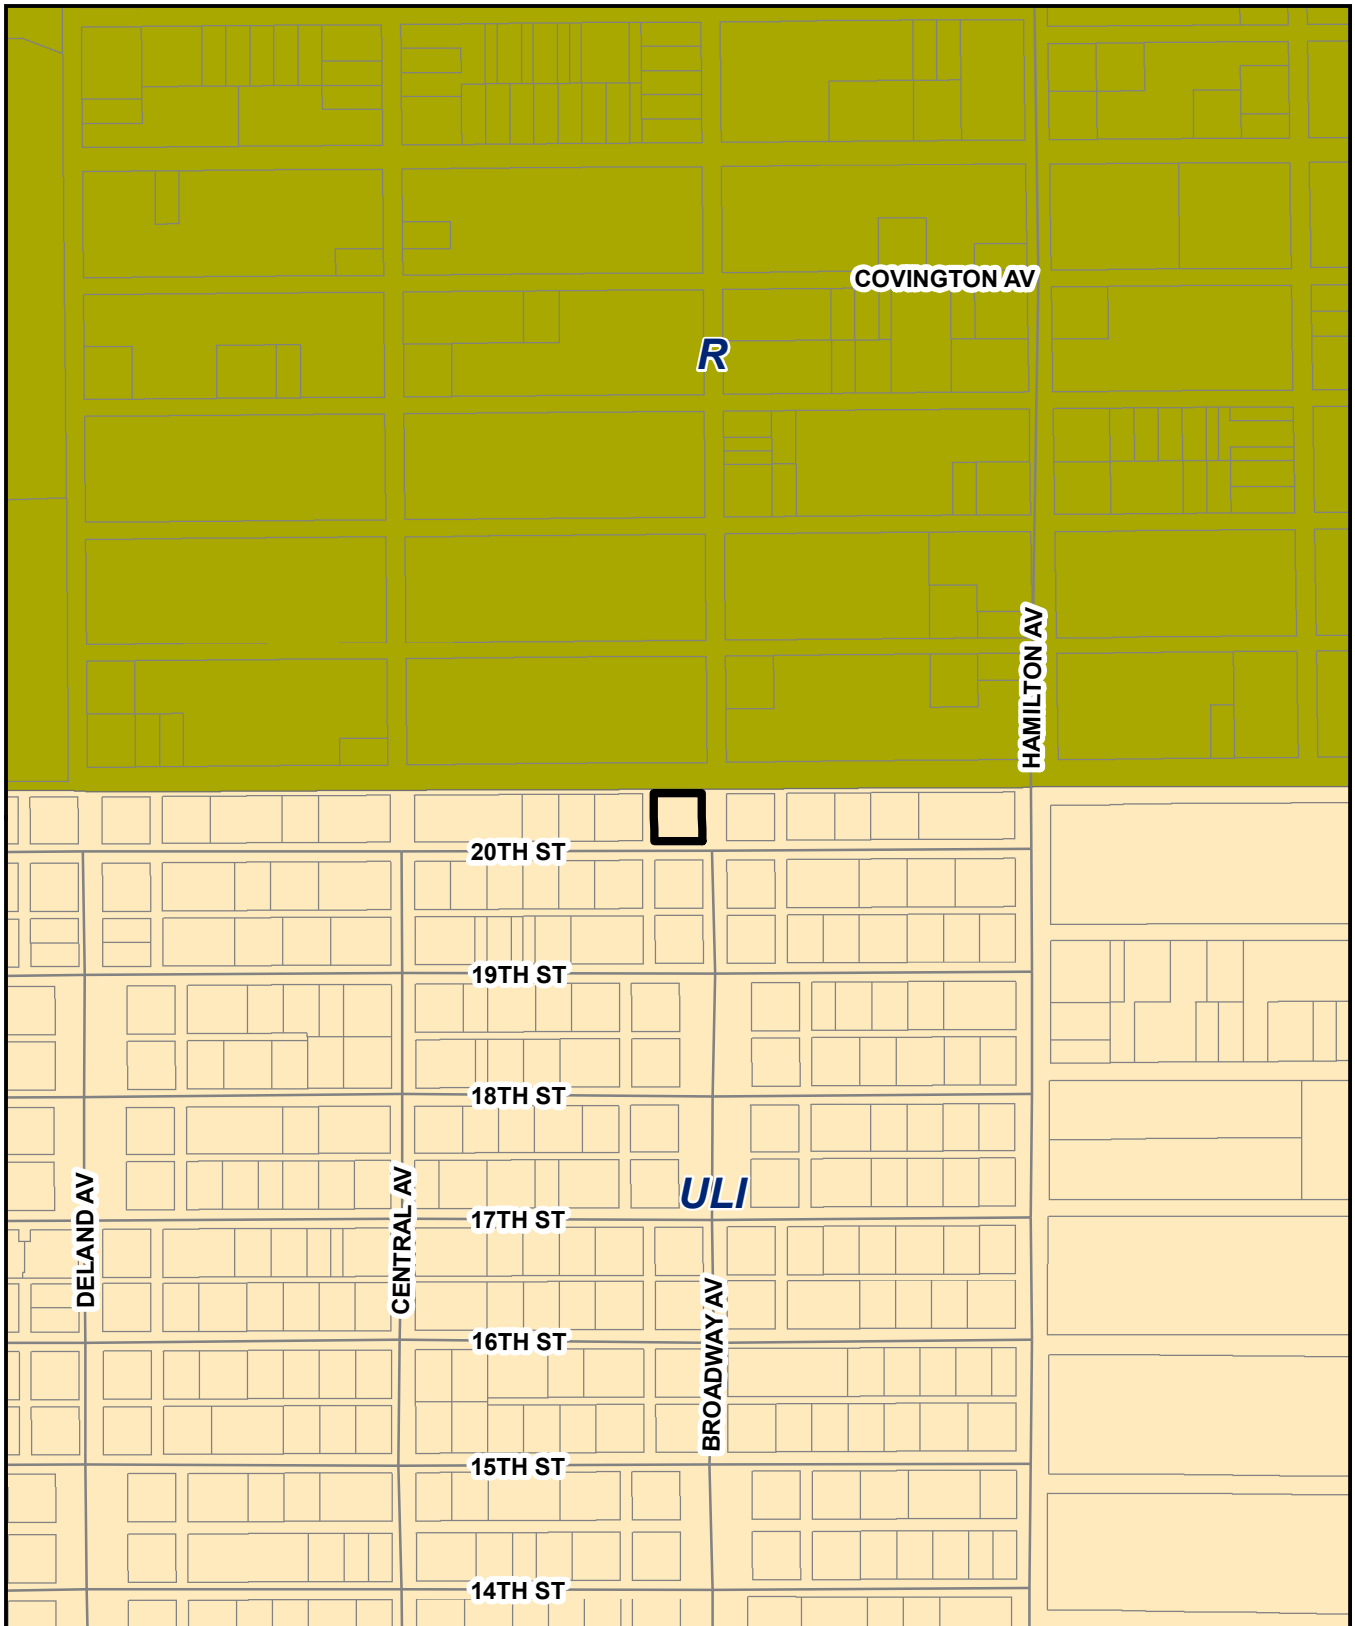 COVINGTON AV
R
HAMILTON AV
20TH ST
19TH ST
18TH ST
DELAND AV
CENTRAL AV
ULI
17TH ST
BROADWAY AV
16TH ST
15TH ST
14TH ST